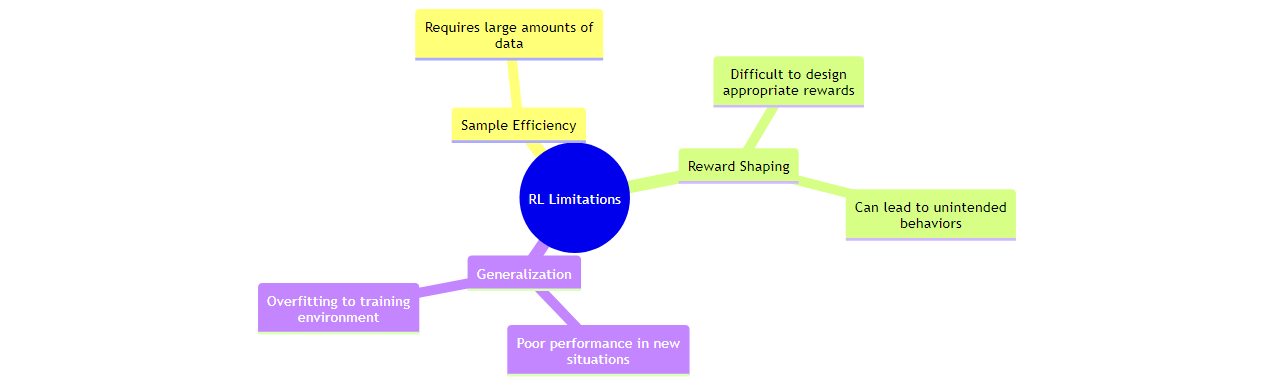 Requires large amounts of
data
Sample Efficiency
Difficult to design
appropriate rewards
Reward Shaping
Can lead to unintended
behaviors
RL Limitations
Generalization
Overfitting to training
environment
Poor performance in new
situations